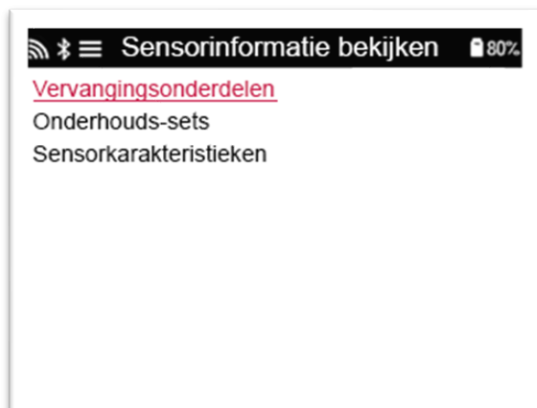 Sensorinformatie bekijken 80%
Vervangingsonderdelen
Onderhouds-sets
Sensorkarakteristieken